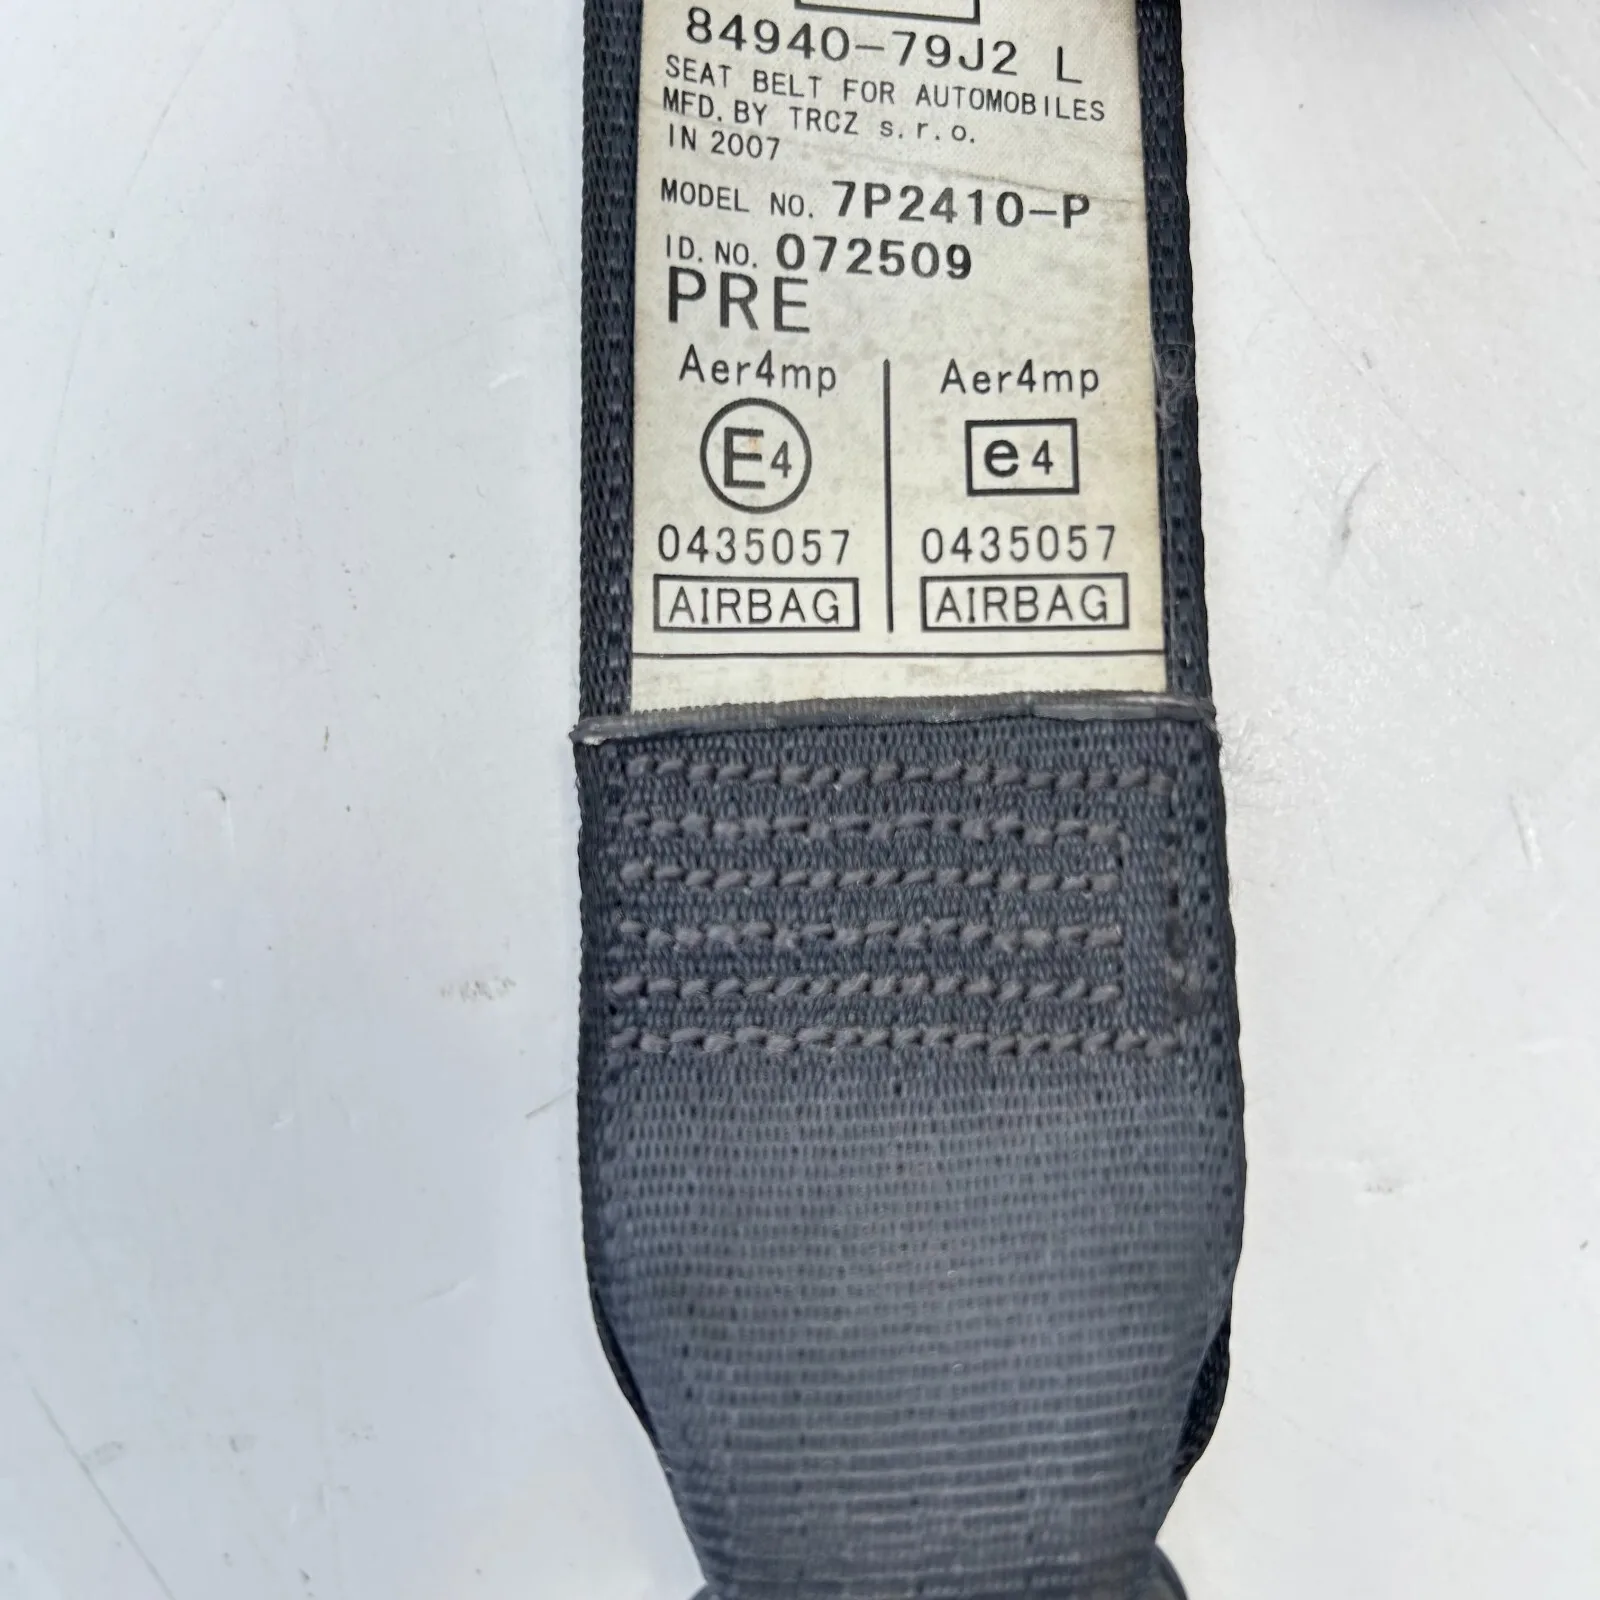 84940-79J2 L
SEAT BELT FOR AUTOMOBILES
MFD. BY TRCZ s.r.o.
IN 2007
MODEL NO. 7P2410-P
ID. NO. 072509
PRE
Aer4mp Aer4mp
E4 e4
0435057 0435057
AIRBAG AIRBAG